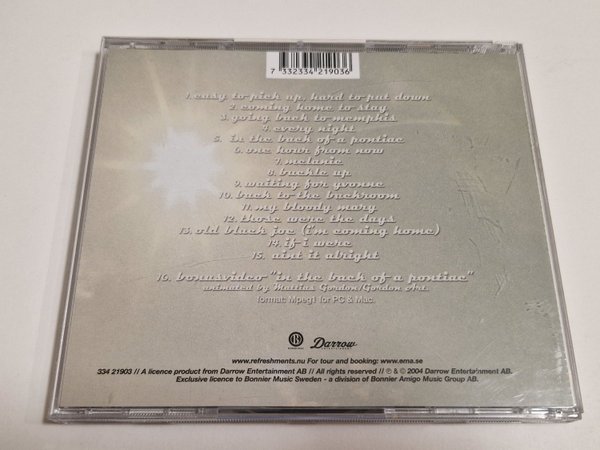 7 332334 219036
1. easy to pick up, hard to put down
2. coming home to stay
3. going back to memphis
4. every night
5. in the back of a pontiac
6. one hour from now
7. melanie
8. buckle up
9. waiting for yvonne
10. back to the backroom
11. my bloody mary
12. those were the days
13. old black joe (i'm coming home)
14. if i were
15. aint it alright
16. bonusvideo "in the back of a pontiac"
animated by Mattias Gordon/Gordon Art.
format: Mpeg1 for PC & Mac.
Darrow
www.refreshments.nu For tour and booking: www.ema.se
334 21903 // A licence product from Darrow Entertainment AB // All rights reserved // ℗ & © 2004 Darrow Entertainment AB.
Exclusive licence to Bonnier Music Sweden - a division of Bonnier Amigo Music Group AB.